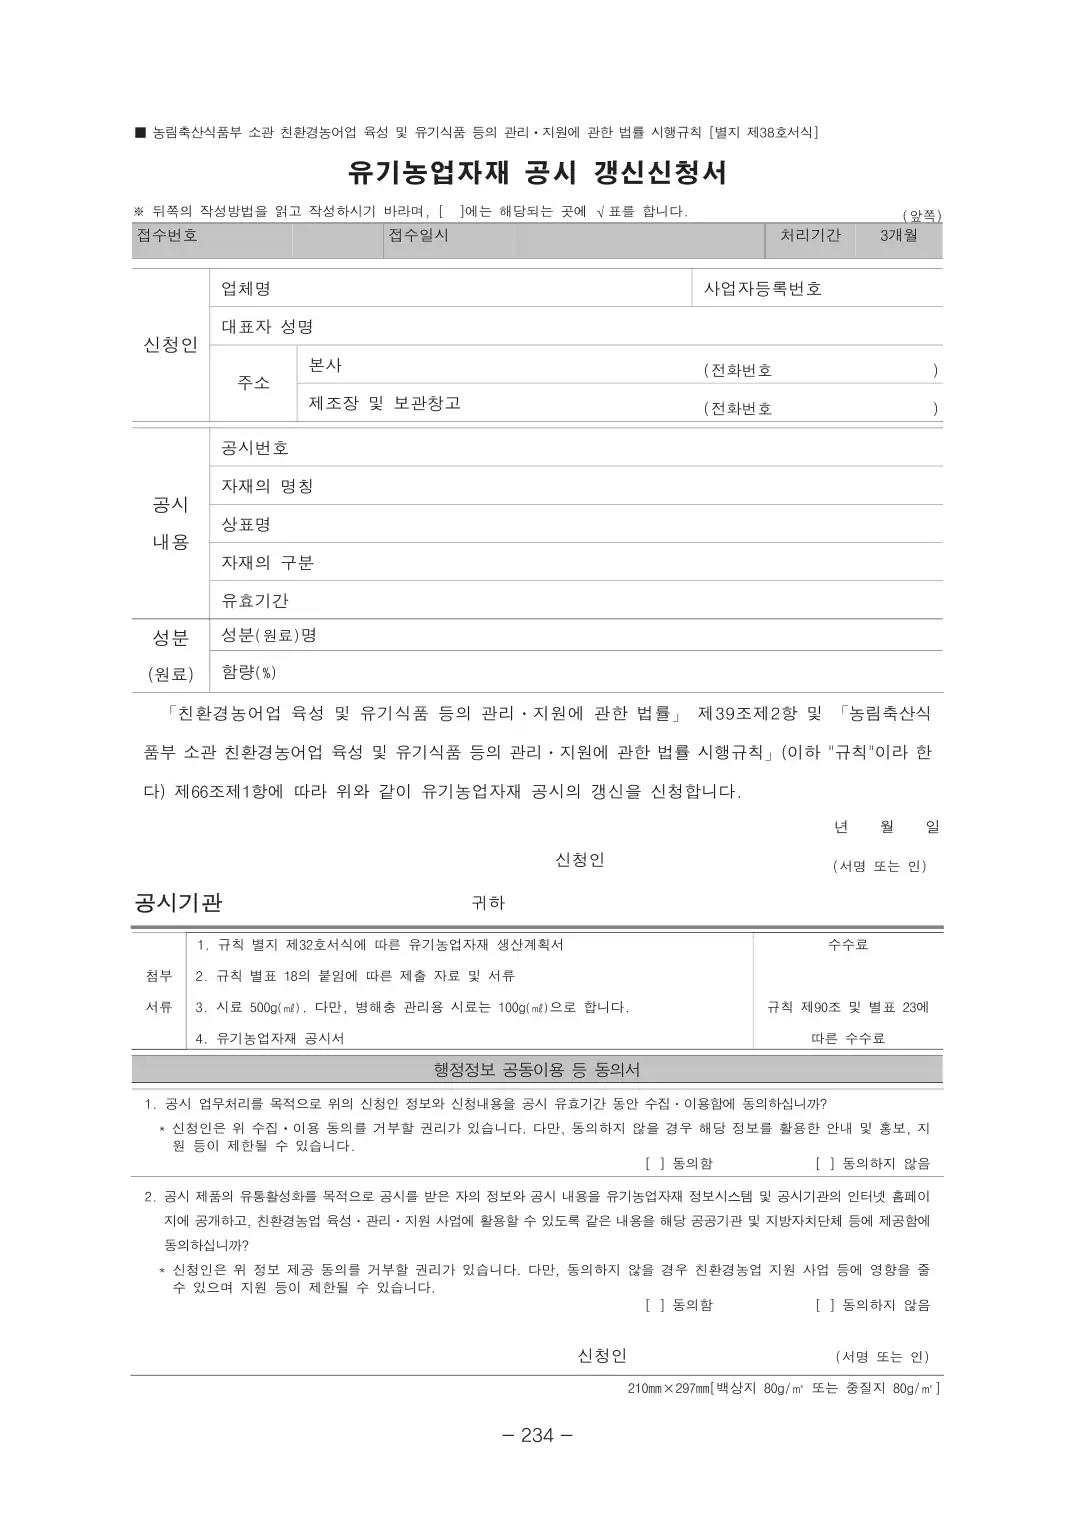 ■ 농림축산식품부 소관 친환경농어업 육성 및 유기식품 등의 관리ㆍ지원에 관한 법률 시행규칙 [별지 제38호서식]
유기농업자재 공시 갱신신청서
※ 뒤쪽의 작성방법을 읽고 작성하시기 바라며, [  ]에는 해당되는 곳에 √표를 합니다.
(앞쪽)
접수번호 접수일시 처리기간 3개월
신청인
업체명 사업자등록번호
대표자 성명
주소
본사 (전화번호 )
제조장 및 보관창고 (전화번호 )
공시
내용
공시번호
자재의 명칭
상표명
자재의 구분
유효기간
성분
(원료)
성분(원료)명
함량(%)
「친환경농어업 육성 및 유기식품 등의 관리ㆍ지원에 관한 법률」 제39조제2항 및 「농림축산식
품부 소관 친환경농어업 육성 및 유기식품 등의 관리ㆍ지원에 관한 법률 시행규칙」(이하 "규칙"이라 한
다) 제66조제1항에 따라 위와 같이 유기농업자재 공시의 갱신을 신청합니다.
년 월 일
신청인 (서명 또는 인)
공시기관 귀하
첨부
서류
1. 규칙 별지 제32호서식에 따른 유기농업자재 생산계획서
2. 규칙 별표 18의 붙임에 따른 제출 자료 및 서류
3. 시료 500g(㎖). 다만, 병해충 관리용 시료는 100g(㎖)으로 합니다.
4. 유기농업자재 공시서
수수료
규칙 제90조 및 별표 23에
따른 수수료
행정정보 공동이용 등 동의서
1. 공시 업무처리를 목적으로 위의 신청인 정보와 신청내용을 공시 유효기간 동안 수집ㆍ이용함에 동의하십니까?
* 신청인은 위 수집ㆍ이용 동의를 거부할 권리가 있습니다. 다만, 동의하지 않을 경우 해당 정보를 활용한 안내 및 홍보, 지
원 등이 제한될 수 있습니다.
[ ] 동의함 [ ] 동의하지 않음
2. 공시 제품의 유통활성화를 목적으로 공시를 받은 자의 정보와 공시 내용을 유기농업자재 정보시스템 및 공시기관의 인터넷 홈페이
지에 공개하고, 친환경농업 육성ㆍ관리ㆍ지원 사업에 활용할 수 있도록 같은 내용을 해당 공공기관 및 지방자치단체 등에 제공함에
동의하십니까?
* 신청인은 위 정보 제공 동의를 거부할 권리가 있습니다. 다만, 동의하지 않을 경우 친환경농업 지원 사업 등에 영향을 줄
수 있으며 지원 등이 제한될 수 있습니다.
[ ] 동의함 [ ] 동의하지 않음
신청인 (서명 또는 인)
210㎜×297㎜[백상지 80g/㎡ 또는 중질지 80g/㎡]
– 234 –